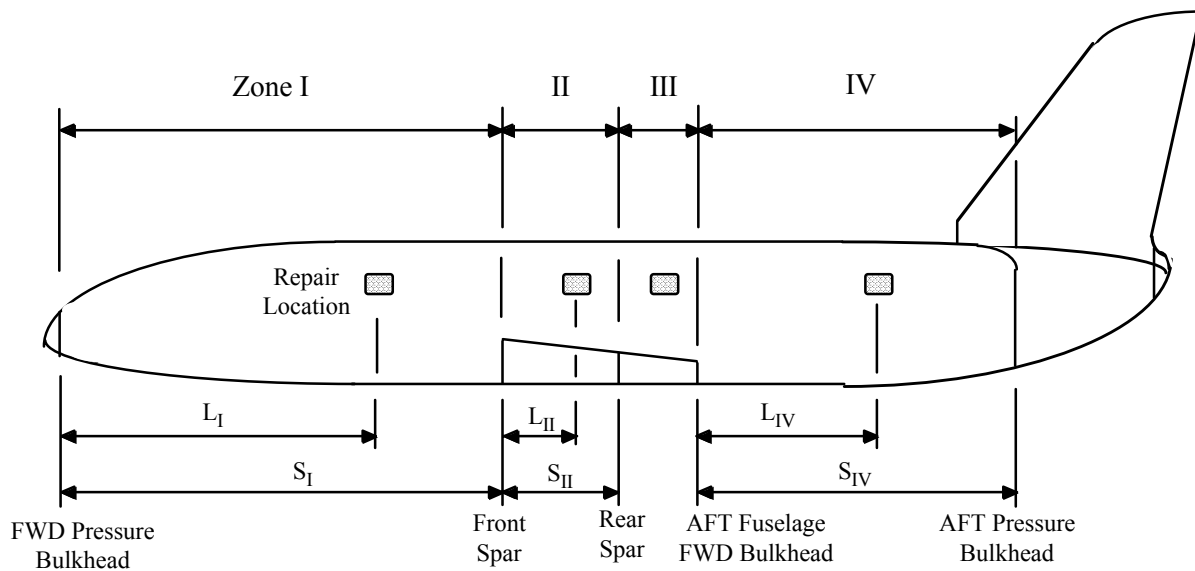 Zone I
II
III
IV
Repair
Location
L_I
L_II
L_IV
S_I
S_II
S_IV
FWD Pressure
Bulkhead
Front
Spar
Rear
Spar
AFT Fuselage
FWD Bulkhead
AFT Pressure
Bulkhead